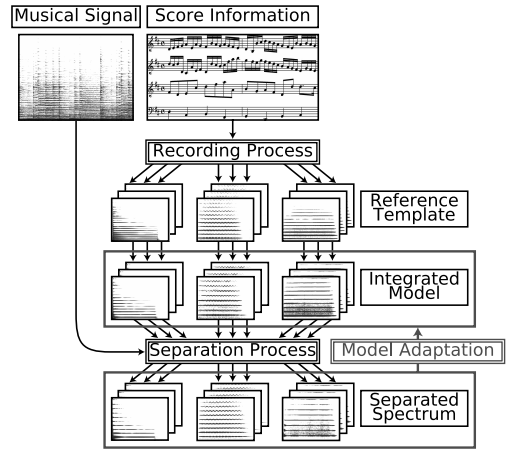 Musical Signal
Score Information
Recording Process
Reference
Template
Integrated
Model
Separation Process
Model Adaptation
Separated
Spectrum